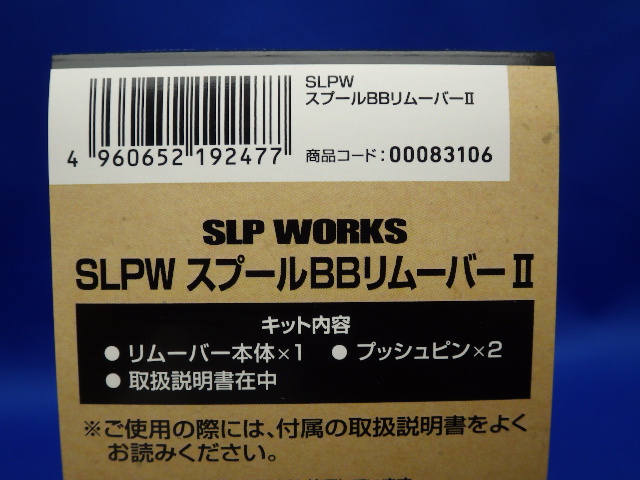 SLPW
スプールBBリムーバーⅡ
4 960652 192477
商品コード：00083106
SLP WORKS
SLPW スプールBBリムーバーⅡ
キット内容
● リムーバー本体×1 ● プッシュピン×2
● 取扱説明書在中
※ご使用の際には、付属の取扱説明書をよく
お読みください。